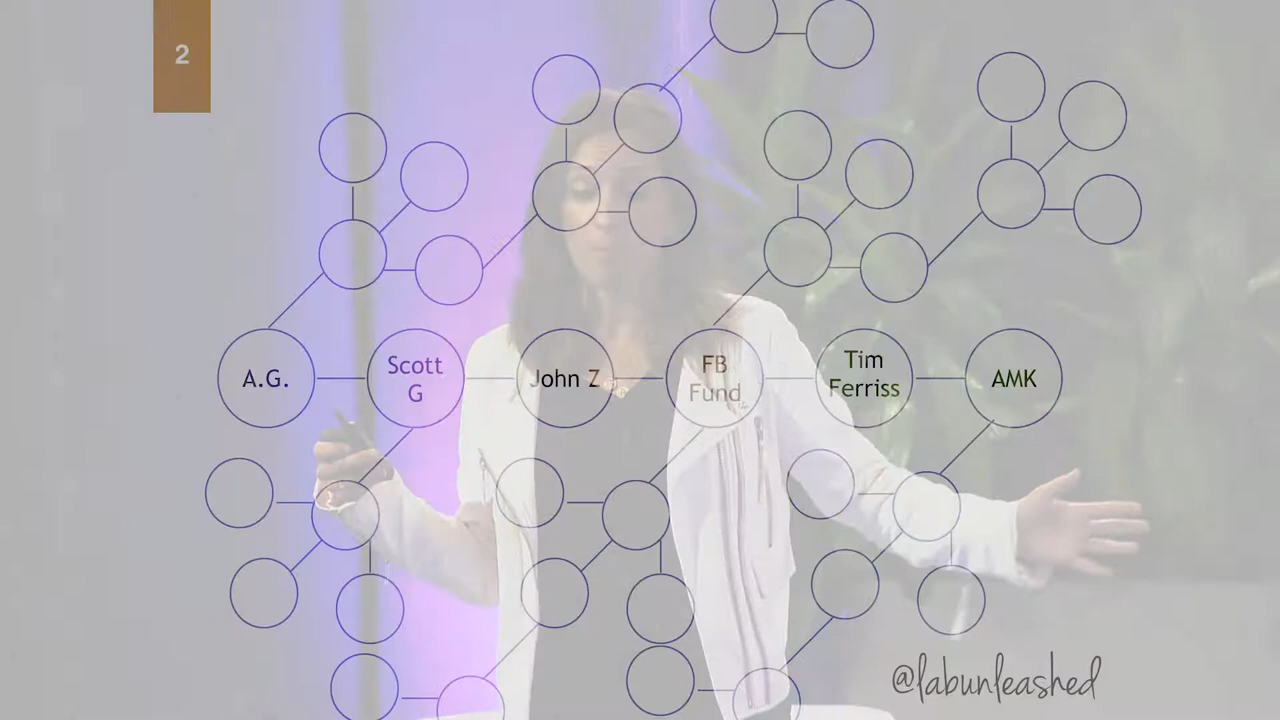 2
A.G.
Scott
G
John Z
FB
Fund
Tim
Ferriss
AMK
@labunleashed